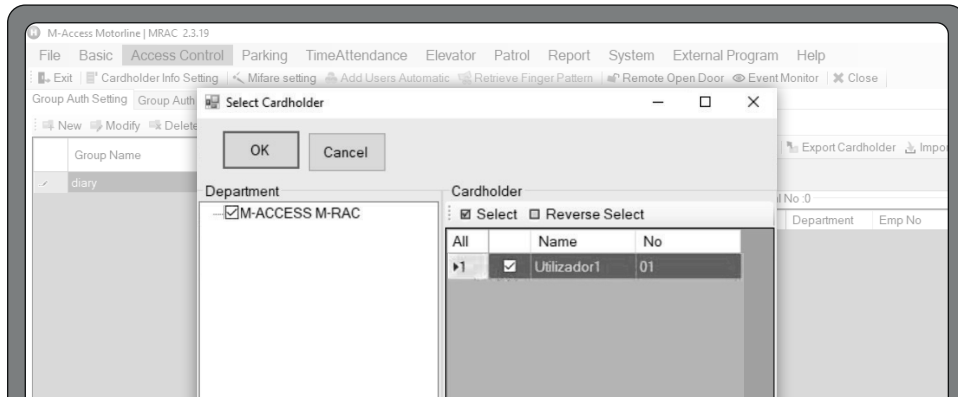 M-Access Motorline | MRAC 2.3.19
File Basic Access Control Parking TimeAttendance Elevator Patrol Report System External Program Help
Exit Cardholder Info Setting Mifare setting Add Users Automatic Retrieve Finger Pattern Remote Open Door Event Monitor Close
Group Auth Setting Group Auth
Select Cardholder
New Modify Delete
OK Cancel
Export Cardholder Impor
Group Name
diary
Department
Cardholder
l No :0
M-ACCESS M-RAC
Select Reverse Select
Department Emp No
All Name No
1 Utilizador1 01